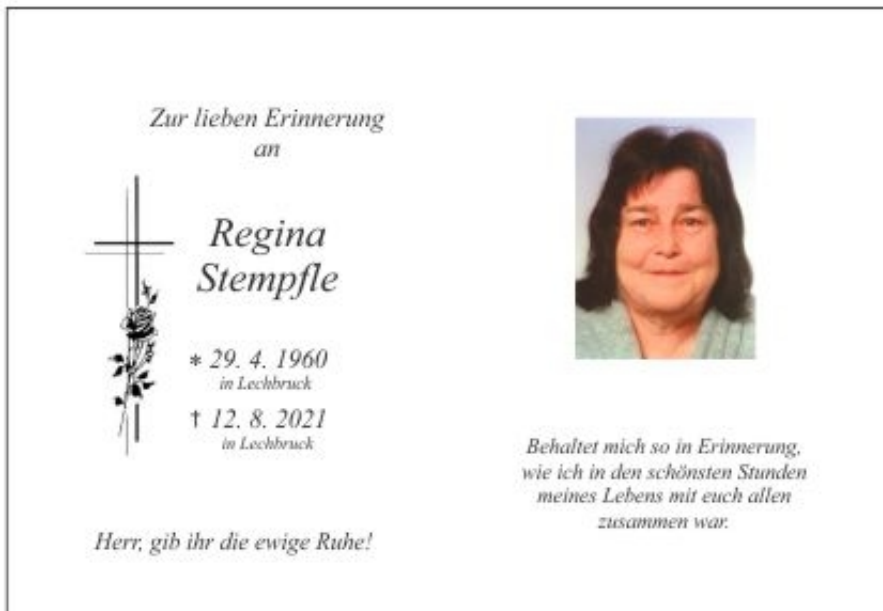 Zur lieben Erinnerung
an
Regina
Stempfle
* 29. 4. 1960
in Lechbruck
† 12. 8. 2021
in Lechbruck
Herr, gib ihr die ewige Ruhe!
Behaltet mich so in Erinnerung,
wie ich in den schönsten Stunden
meines Lebens mit euch allen
zusammen war.